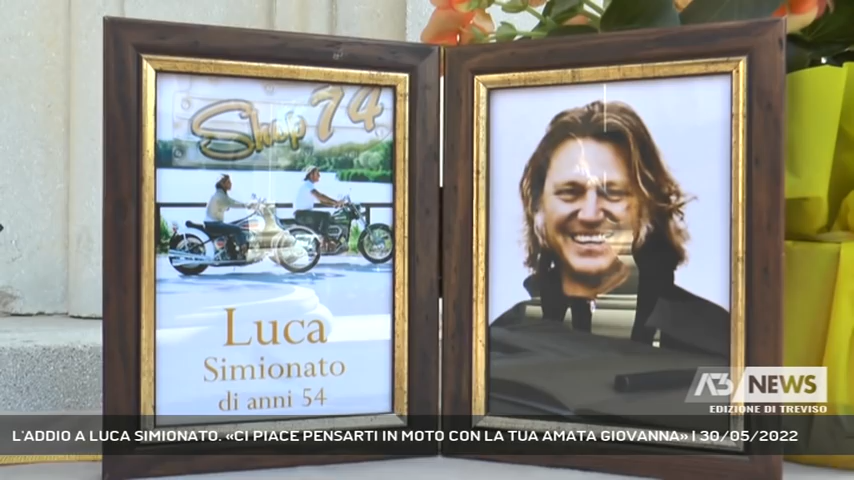 Shop 74
Luca
Simionato
di anni 54
A3 NEWS
EDIZIONE DI TREVISO
L'ADDIO A LUCA SIMIONATO. «CI PIACE PENSARTI IN MOTO CON LA TUA AMATA GIOVANNA» | 30/05/2022